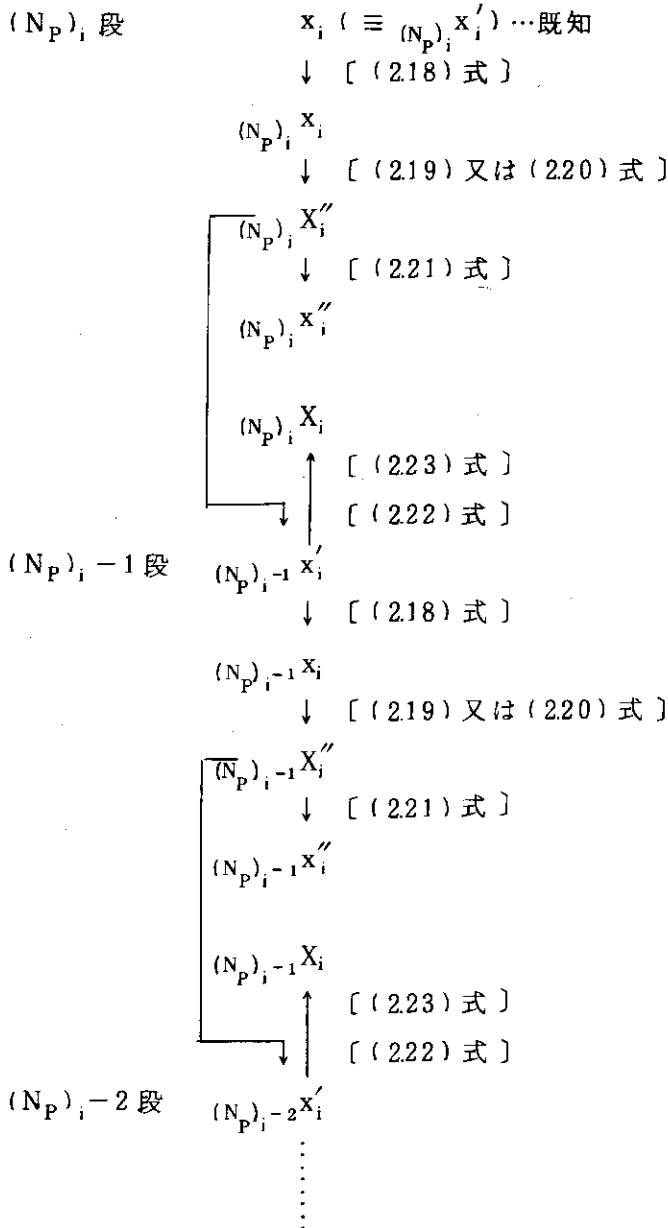 (N_P)_i 段 x_i ( ≡ _{(N_P)_i} x_i′ ) …既知
↓ [ (2.18) 式 ]
_{(N_P)_i} x_i
↓ [ (2.19) 又は (2.20) 式 ]
_{(N_P)_i} X_i″
↓ [ (2.21) 式 ]
_{(N_P)_i} x_i″
_{(N_P)_i} X_i
[ (2.23) 式 ]
↓ ↑ [ (2.22) 式 ]
(N_P)_i − 1 段 _{(N_P)_i−1} x_i′
↓ [ (2.18) 式 ]
_{(N_P)_i−1} x_i
↓ [ (2.19) 又は (2.20) 式 ]
_{(N_P)_i−1} X_i″
↓ [ (2.21) 式 ]
_{(N_P)_i−1} x_i″
_{(N_P)_i−1} X_i
[ (2.23) 式 ]
↓ ↑ [ (2.22) 式 ]
(N_P)_i − 2 段 _{(N_P)_i−2} x_i′
⋮